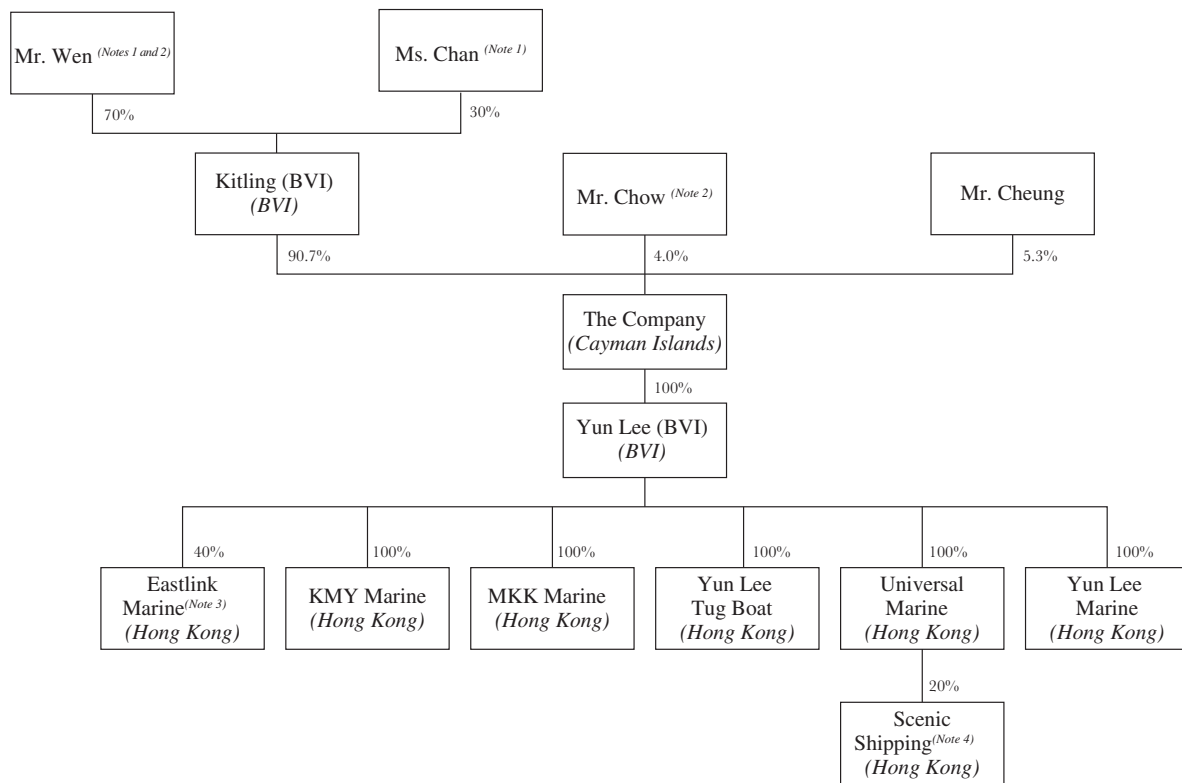 Mr. Wen (Notes 1 and 2)
Ms. Chan (Note 1)
70%
30%
Kitling (BVI)
(BVI)
Mr. Chow (Note 2)
Mr. Cheung
90.7%
4.0%
5.3%
The Company
(Cayman Islands)
100%
Yun Lee (BVI)
(BVI)
40%
100%
100%
100%
100%
100%
Eastlink
Marine(Note 3)
(Hong Kong)
KMY Marine
(Hong Kong)
MKK Marine
(Hong Kong)
Yun Lee
Tug Boat
(Hong Kong)
Universal
Marine
(Hong Kong)
Yun Lee
Marine
(Hong Kong)
20%
Scenic
Shipping(Note 4)
(Hong Kong)